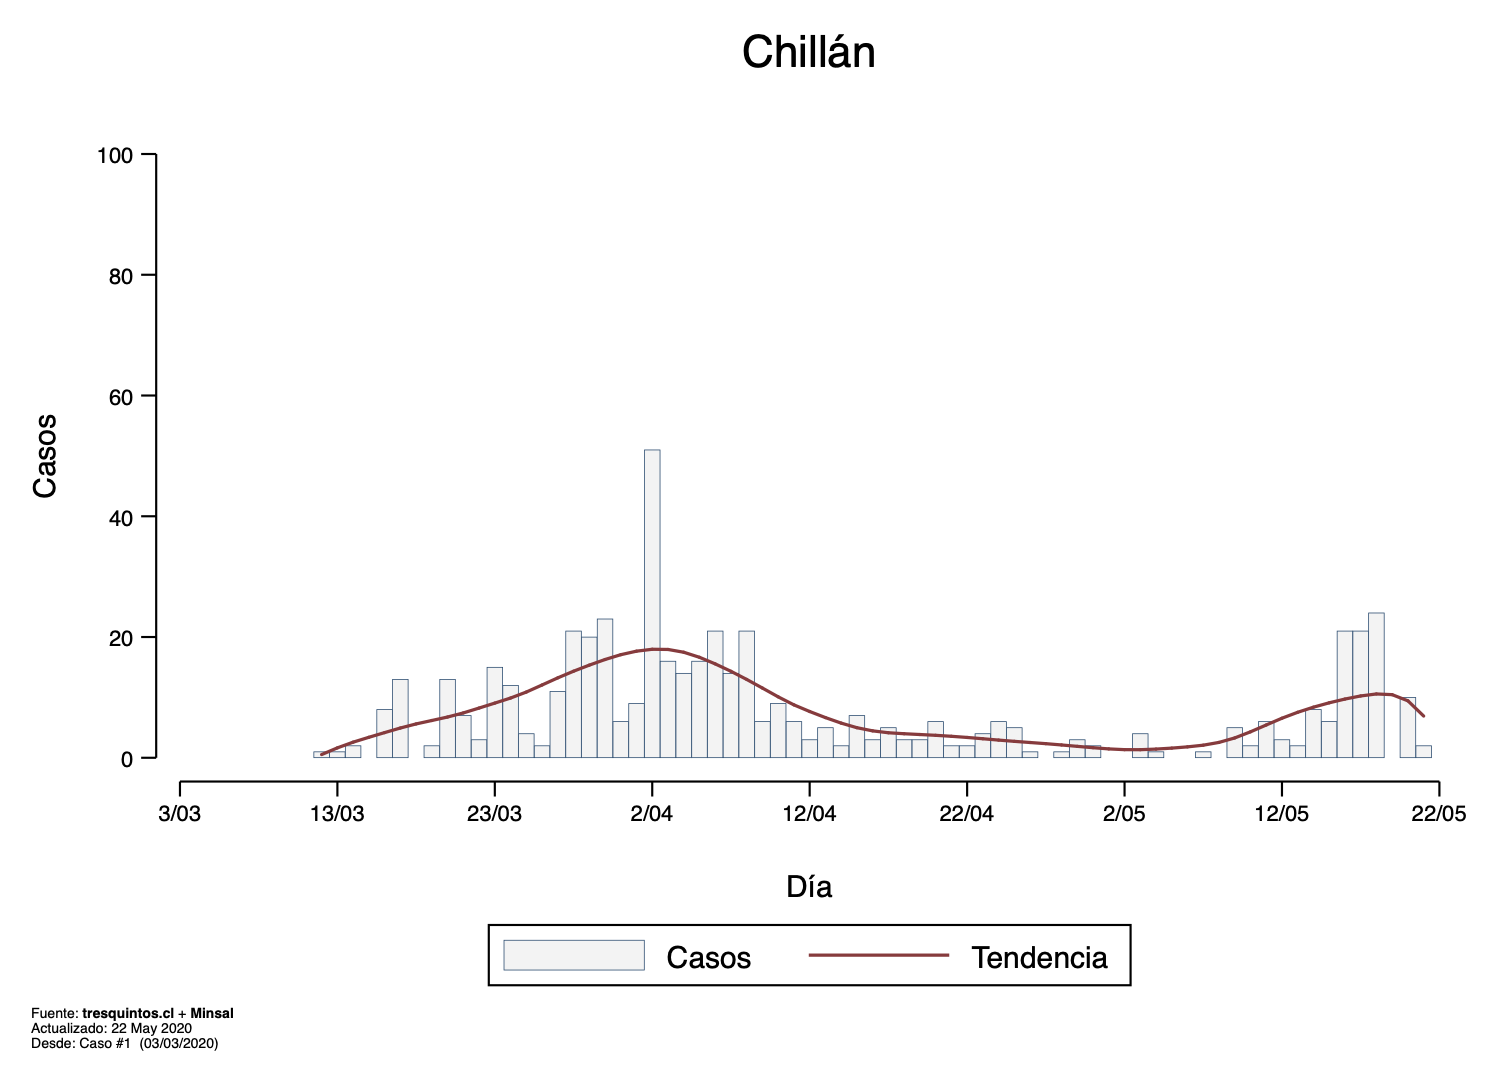 Chillán
100
80
60
40
20
0
Casos
3/03 13/03 23/03 2/04 12/04 22/04 2/05 12/05 22/05
Día
Casos Tendencia
Fuente: tresquintos.cl + Minsal
Actualizado: 22 May 2020
Desde: Caso #1 (03/03/2020)